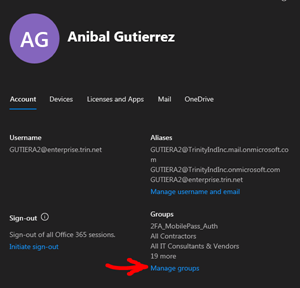 AG
Anibal Gutierrez
Account Devices Licenses and Apps Mail OneDrive
Username
GUTIERA2@enterprise.trin.net
Aliases
GUTIERA2@TrinityIndInc.mail.onmicrosoft.co
m
GUTIERA2@TrinityIndInc.onmicrosoft.com
GUTIERA2@enterprise.trin.net
Manage username and email
Sign-out
Sign-out of all Office 365 sessions.
Initiate sign-out
Groups
2FA_MobilePass_Auth
All Contractors
All IT Consultants & Vendors
19 more
Manage groups